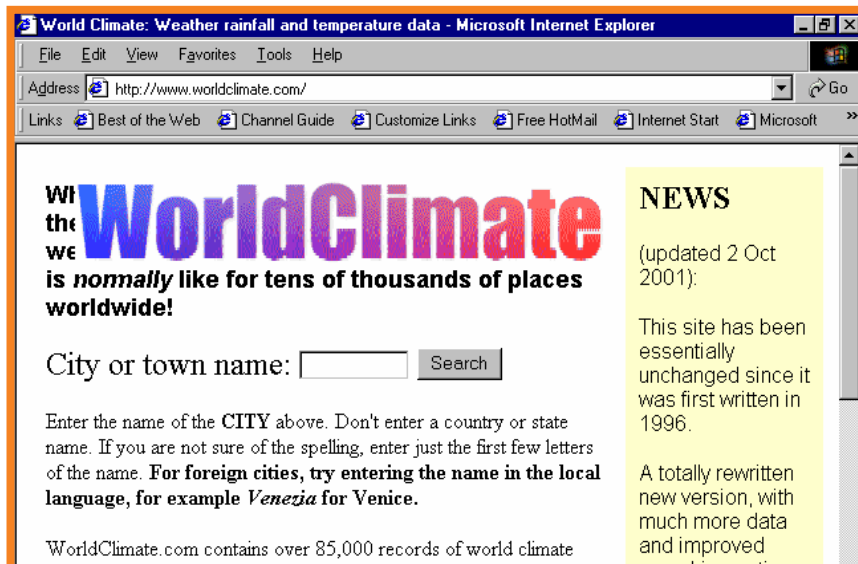 World Climate: Weather rainfall and temperature data - Microsoft Internet Explorer
File Edit View Favorites Tools Help
Address http://www.worldclimate.com/ Go
Links Best of the Web Channel Guide Customize Links Free HotMail Internet Start Microsoft »
WorldClimate
is normally like for tens of thousands of places
worldwide!
City or town name: Search
Enter the name of the CITY above. Don't enter a country or state
name. If you are not sure of the spelling, enter just the first few letters
of the name. For foreign cities, try entering the name in the local
language, for example Venezia for Venice.
WorldClimate.com contains over 85,000 records of world climate
NEWS
(updated 2 Oct
2001):
This site has been
essentially
unchanged since it
was first written in
1996.
A totally rewritten
new version, with
much more data
and improved